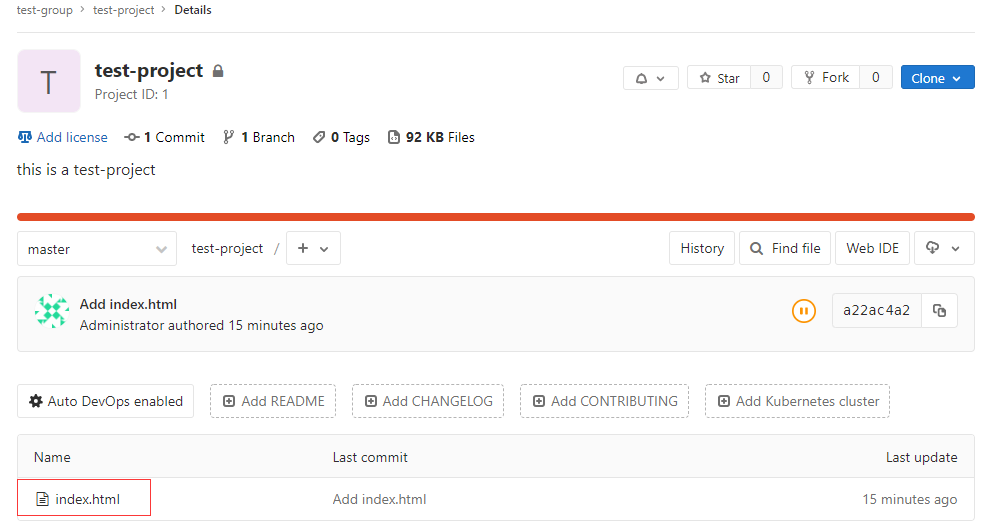 test-group > test-project > Details
T
test-project
Project ID: 1
Star 0
Fork 0
Clone
Add license 1 Commit 1 Branch 0 Tags 92 KB Files
this is a test-project
master test-project / + History Find file Web IDE
Add index.html
Administrator authored 15 minutes ago
a22ac4a2
Auto DevOps enabled Add README Add CHANGELOG Add CONTRIBUTING Add Kubernetes cluster
Name Last commit Last update
index.html Add index.html 15 minutes ago